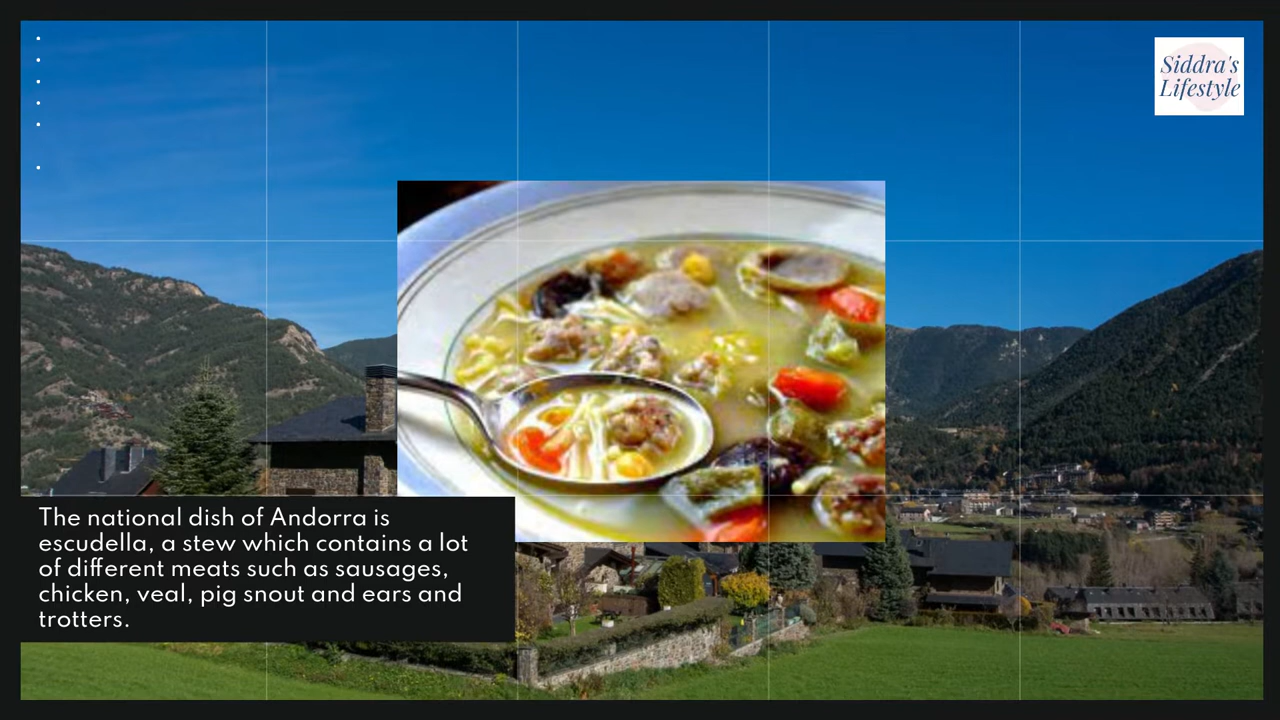 Siddra's
Lifestyle
The national dish of Andorra is
escudella, a stew which contains a lot
of different meats such as sausages,
chicken, veal, pig snout and ears and
trotters.